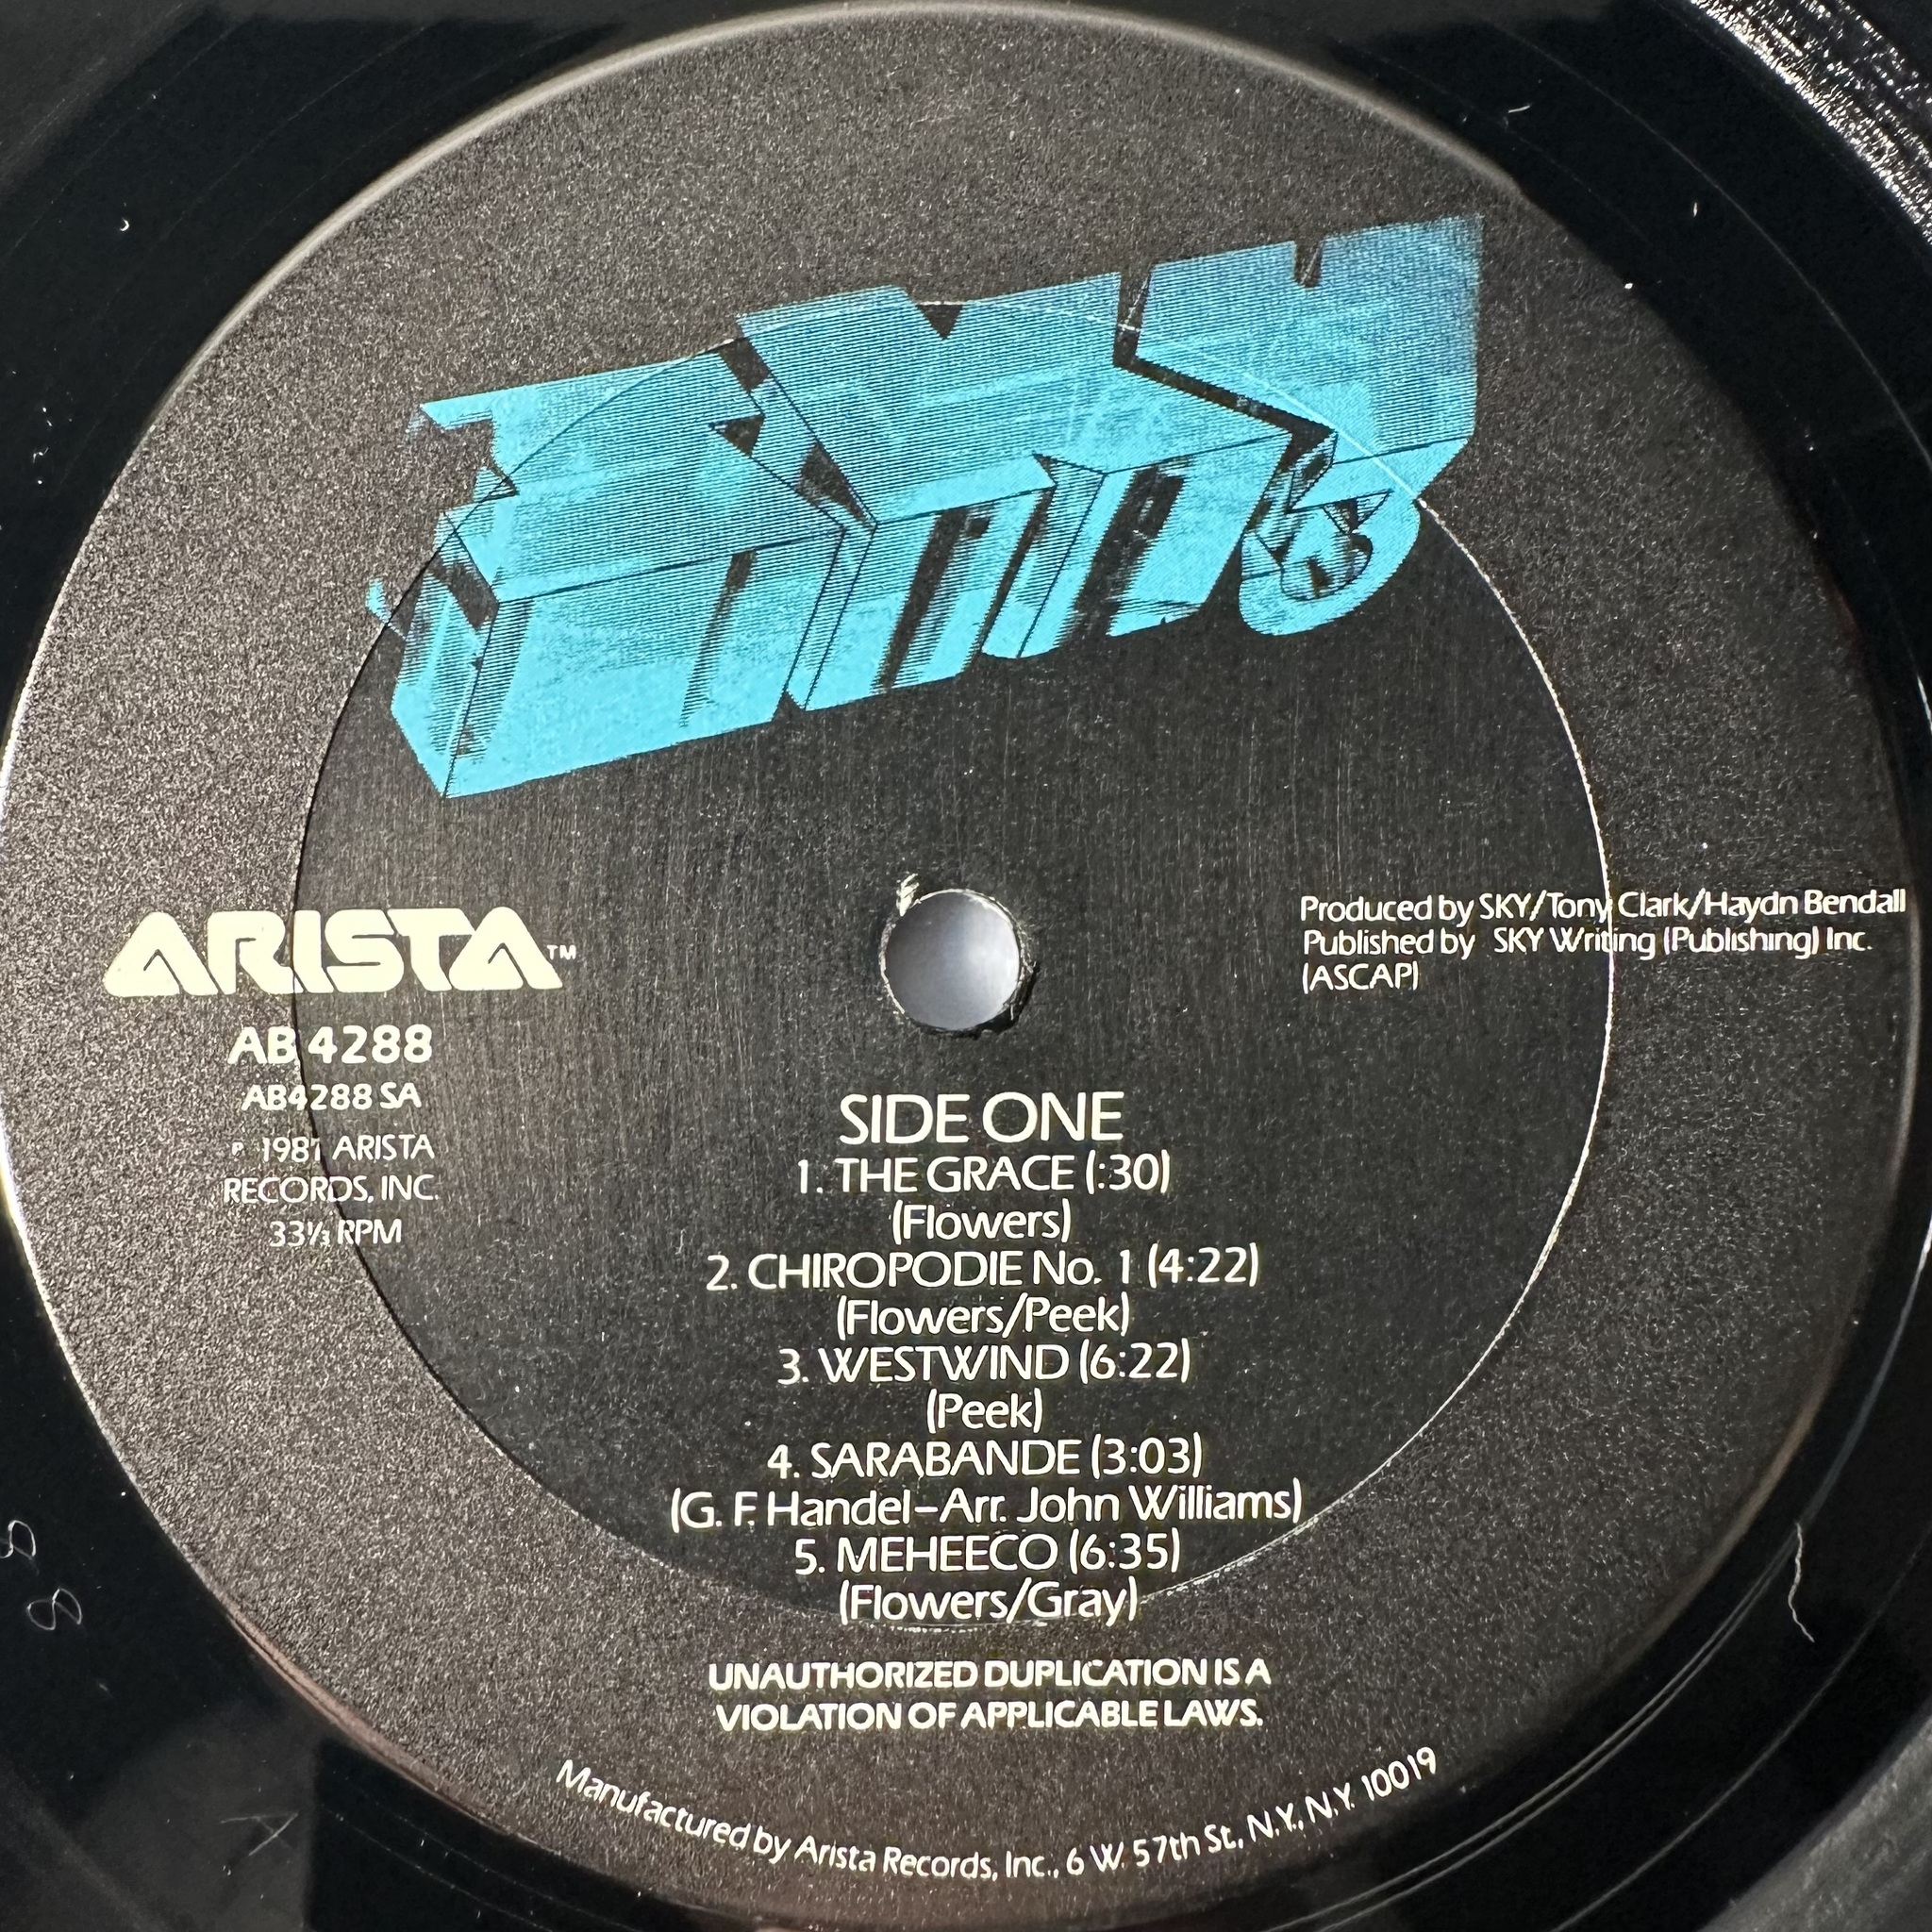 SKY 3
ARISTA™
AB 4288
AB4288 SA
℗ 1981 ARISTA
RECORDS, INC.
33⅓ RPM
Produced by SKY/Tony Clark/Haydn Bendall
Published by SKY Writing (Publishing) Inc.
(ASCAP)
SIDE ONE
1. THE GRACE (:30)
(Flowers)
2. CHIROPODIE No. 1 (4:22)
(Flowers/Peek)
3. WESTWIND (6:22)
(Peek)
4. SARABANDE (3:03)
(G. F. Handel–Arr. John Williams)
5. MEHEECO (6:35)
(Flowers/Gray)
UNAUTHORIZED DUPLICATION IS A
VIOLATION OF APPLICABLE LAWS.
Manufactured by Arista Records, Inc., 6 W. 57th St., N.Y., N.Y. 10019